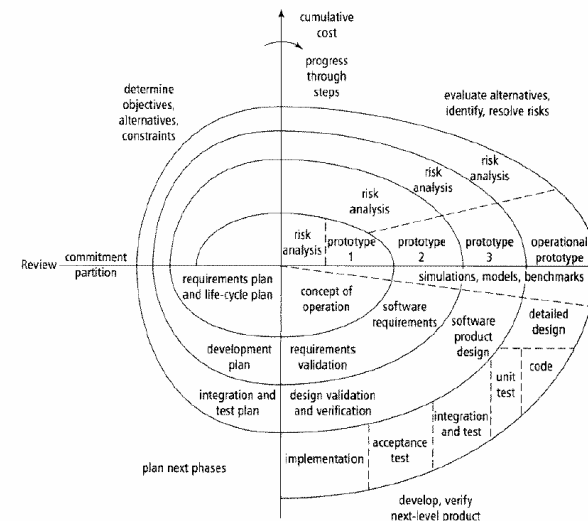 cumulative
cost
progress
through
steps
determine
objectives,
alternatives,
constraints
evaluate alternatives,
identify, resolve risks
risk
analysis
risk
analysis
risk
analysis
risk
analysis
prototype
1
prototype
2
prototype
3
operational
prototype
Review
commitment
partition
simulations, models, benchmarks
requirements plan
and life-cycle plan
concept of
operation
software
requirements
software
product
design
detailed
design
development
plan
requirements
validation
unit
test
code
integration and
test plan
design validation
and verification
integration
and test
acceptance
test
implementation
plan next phases
develop, verify
next-level product